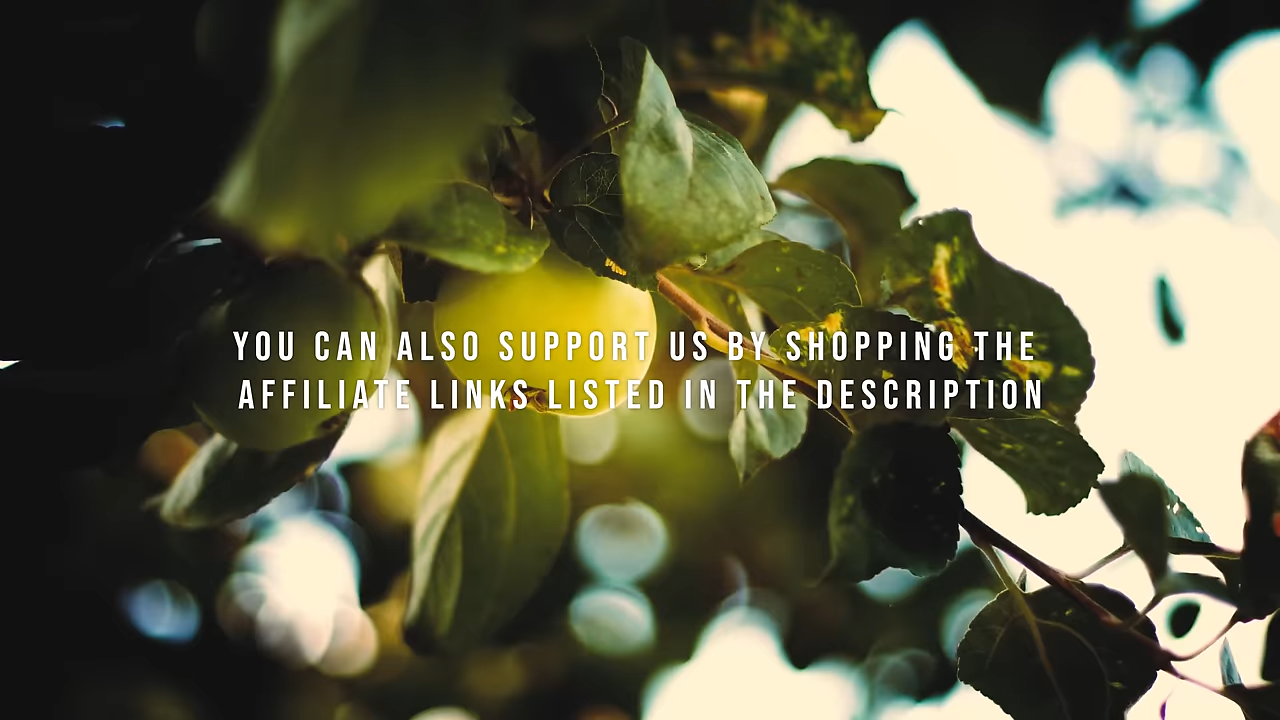 YOU CAN ALSO SUPPORT US BY SHOPPING THE
AFFILIATE LINKS LISTED IN THE DESCRIPTION